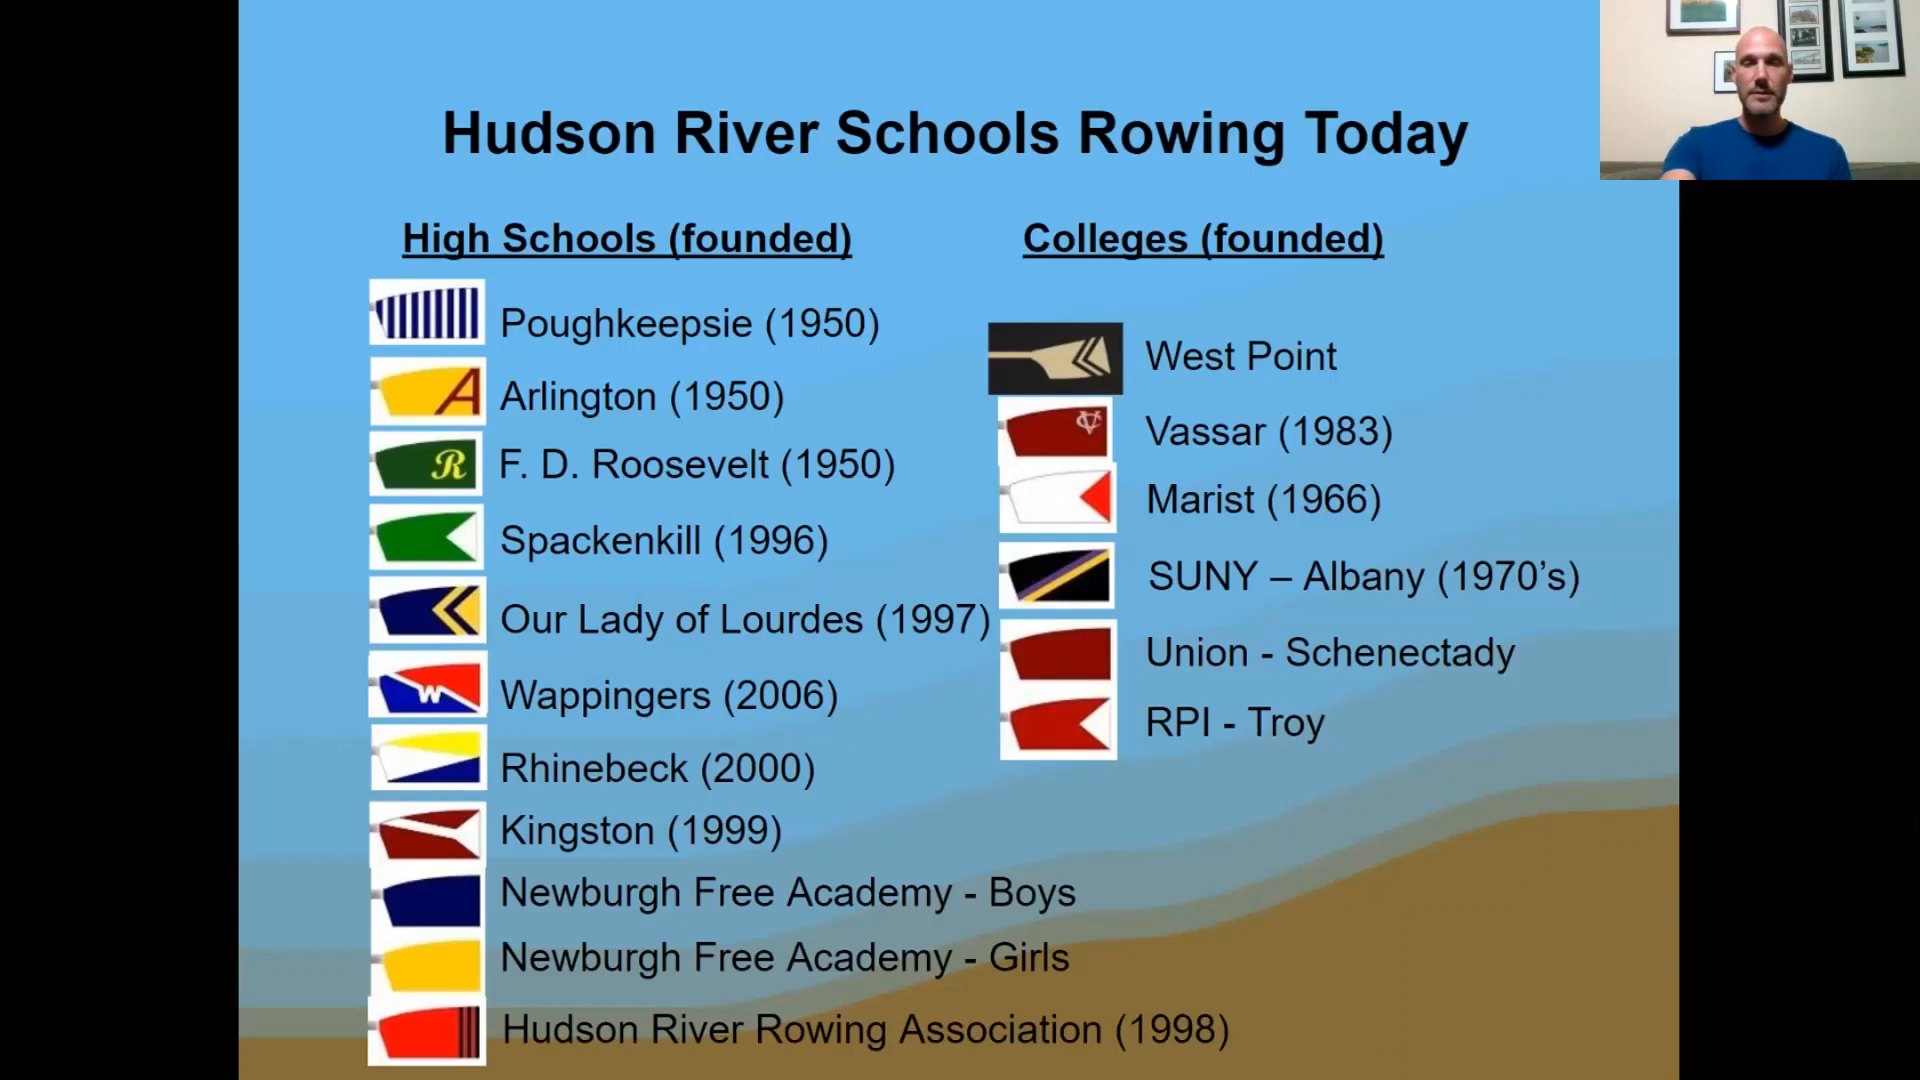 Hudson River Schools Rowing Today
High Schools (founded)
Poughkeepsie (1950)
A
Arlington (1950)
R
F. D. Roosevelt (1950)
Spackenkill (1996)
Our Lady of Lourdes (1997)
W
Wappingers (2006)
Rhinebeck (2000)
Kingston (1999)
Newburgh Free Academy - Boys
Newburgh Free Academy - Girls
Hudson River Rowing Association (1998)
Colleges (founded)
West Point
VC
Vassar (1983)
Marist (1966)
SUNY – Albany (1970’s)
Union - Schenectady
RPI - Troy